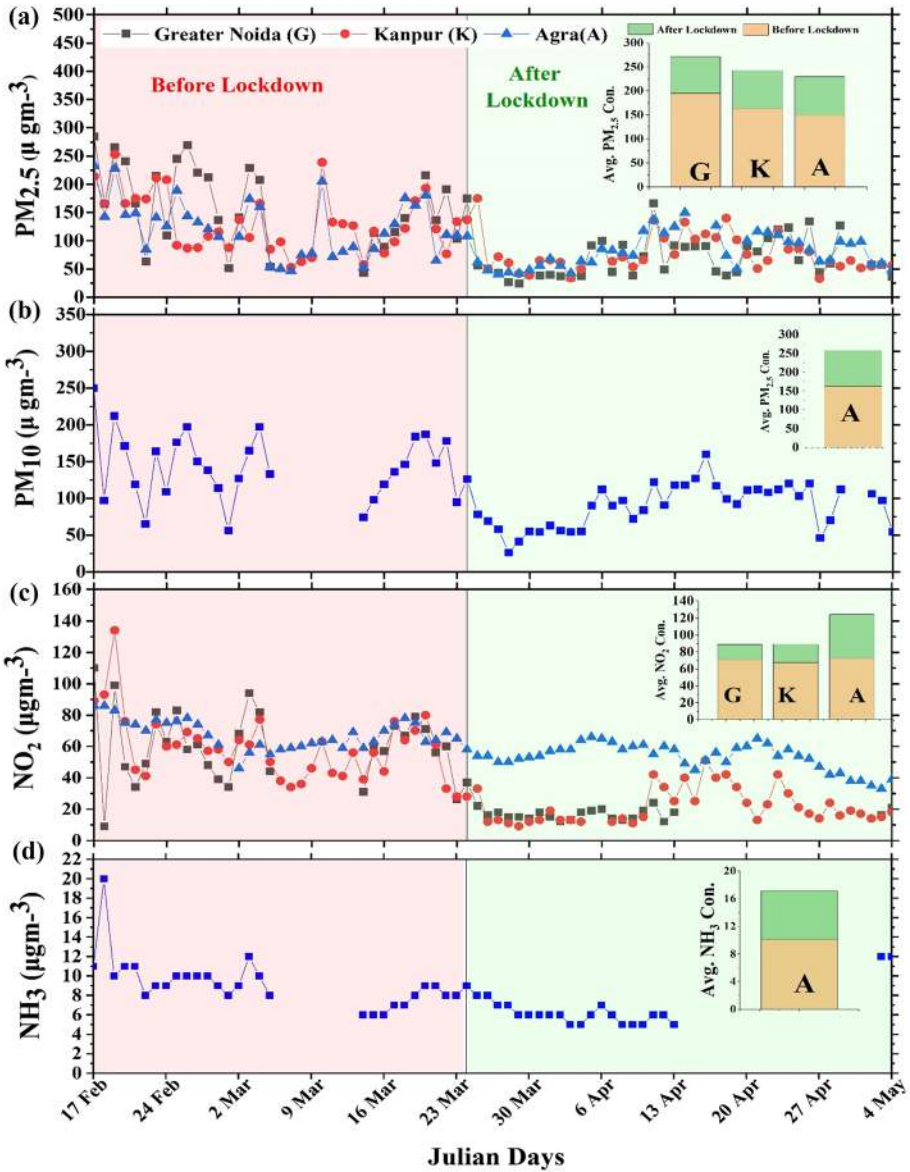 (a)
500
450
400
350
300
250
200
150
100
50
0
PM2.5 (µ gm-3)
Greater Noida (G) Kanpur (K) Agra(A)
Before Lockdown
After
Lockdown
After Lockdown Before Lockdown
Avg. PM2.5 Con.
300
250
200
150
100
50
0
G K A
(b)
350
300
250
200
150
100
50
0
PM10 (µ gm-3)
Avg. PM2.5 Con.
300
250
200
150
100
50
0
A
(c)
160
140
120
100
80
60
40
20
0
NO2 (µgm-3)
Avg. NO2 Con.
140
120
100
80
60
40
20
0
G K A
(d)
22
20
18
16
14
12
10
8
6
4
2
0
NH3 (µgm-3)
Avg. NH3 Con.
18
12
6
0
A
17 Feb 24 Feb 2 Mar 9 Mar 16 Mar 23 Mar 30 Mar 6 Apr 13 Apr 20 Apr 27 Apr 4 May
Julian Days